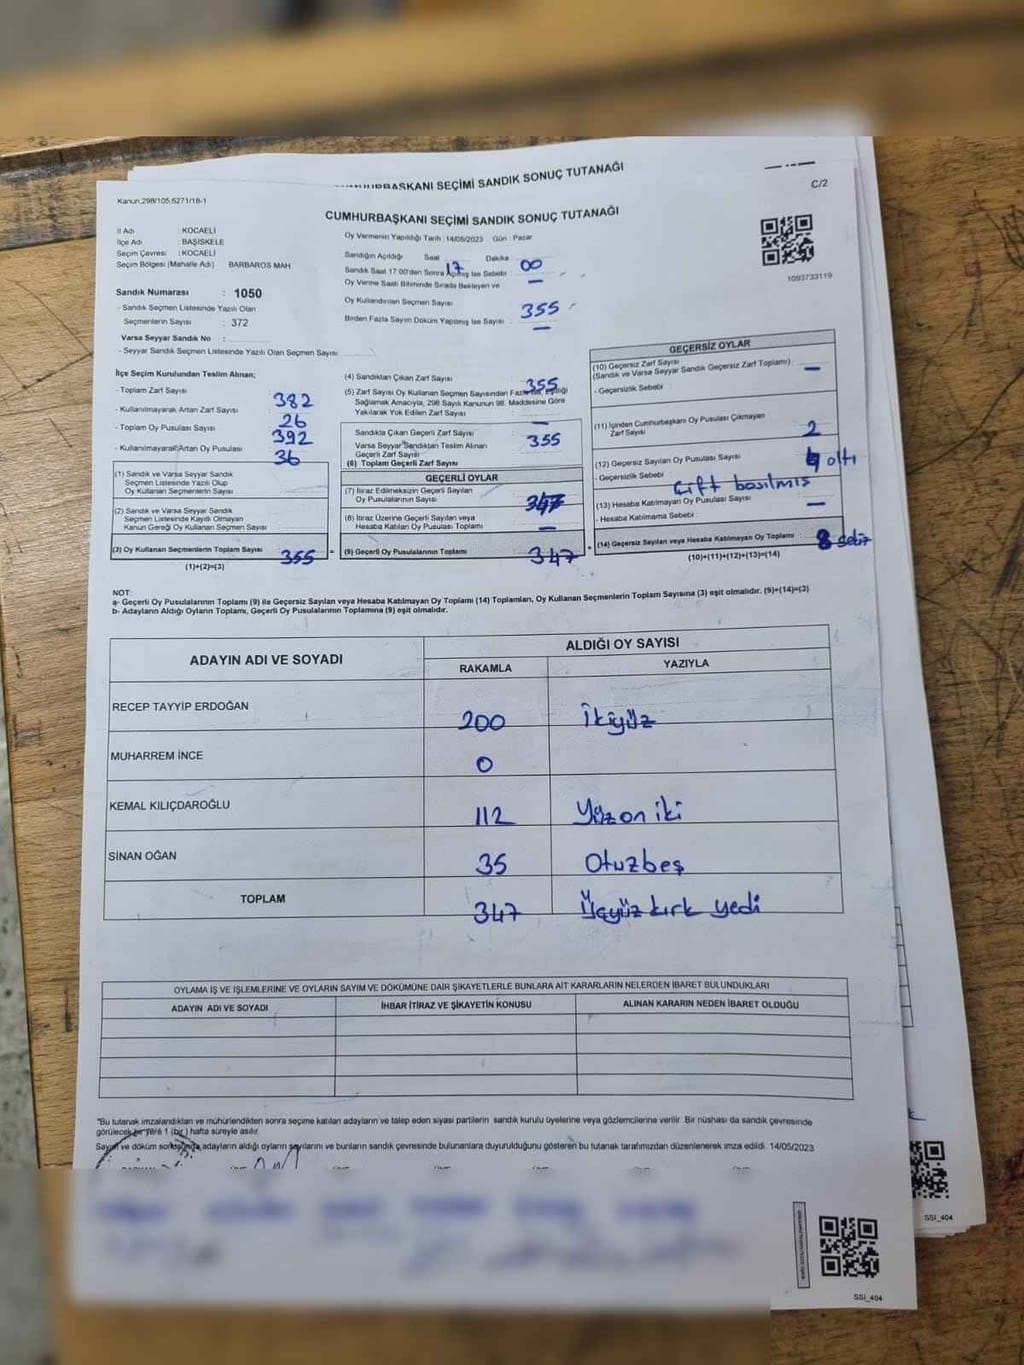 CUMHURBAŞKANI SEÇİMİ SANDIK SONUÇ TUTANAĞI
C/2
Kanun;298/105;6271/18-1
CUMHURBAŞKANI SEÇİMİ SANDIK SONUÇ TUTANAĞI
1093733119
İl Adı : KOCAELİ
İlçe Adı : BAŞİSKELE
Seçim Çevresi : KOCAELİ
Seçim Bölgesi (Mahalle Adı) BARBAROS MAH.
Sandık Numarası : 1050
- Sandık Seçmen Listesinde Yazılı Olan
Seçmenlerin Sayısı : 372
Varsa Seyyar Sandık No :
- Seyyar Sandık Seçmen Listesinde Yazılı Olan Seçmen Sayısı
Oy Vermenin Yapıldığı Tarih : 14/05/2023 Gün : Pazar
Sandığın Açıldığı Saat 17 Dakika : 00
Sandık Saat 17:00'den Sonra Açılmış İse Sebebi : —
Oy Verme Saati Bitiminde Sırada Bekleyen ve
Oy Kullandırılan Seçmen Sayısı : 355
Birden Fazla Sayım Döküm Yapılmış İse Sayısı : —
İlçe Seçim Kurulundan Teslim Alınan;
- Toplam Zarf Sayısı : 382
- Kullanılmayarak Artan Zarf Sayısı : 26
- Toplam Oy Pusulası Sayısı : 392
- Kullanılmayarak Artan Oy Pusulası : 36
(1) Sandık ve Varsa Seyyar Sandık
Seçmen Listesinde Yazılı Olup
Oy Kullanan Seçmenlerin Sayısı
(2) Sandık ve Varsa Seyyar Sandık
Seçmen Listesinde Kayıtlı Olmayan
Kanun Gereği Oy Kullanan Seçmen Sayısı
(3) Oy Kullanan Seçmenlerin Toplam Sayısı 355
(1)+(2)=(3)
(4) Sandıktan Çıkan Zarf Sayısı : 355
(5) Zarf Sayısı Oy Kullanan Seçmen Sayısından Fazla ise, Eşitliği
Sağlamak Amacıyla, 298 Sayılı Kanunun 98. Maddesine Göre
Yakılarak Yok Edilen Zarf Sayısı : —
Sandıkta Çıkan Geçerli Zarf Sayısı : 355
Varsa Seyyar Sandıktan Teslim Alınan
Geçerli Zarf Sayısı
(6) Toplam Geçerli Zarf Sayısı
GEÇERLİ OYLAR
(7) İtiraz Edilmeksizin Geçerli Sayılan
Oy Pusulalarının Sayısı : 347
(8) İtiraz Üzerine Geçerli Sayılan veya
Hesaba Katılan Oy Pusulası Toplamı : —
(9) Geçerli Oy Pusulalarının Toplamı : 347
GEÇERSİZ OYLAR
(10) Geçersiz Zarf Sayısı
(Sandık ve Varsa Seyyar Sandık Geçersiz Zarf Toplamı) : —
- Geçersizlik Sebebi :
(11) İçinden Cumhurbaşkanı Oy Pusulası Çıkmayan
Zarf Sayısı : 2
(12) Geçersiz Sayılan Oy Pusulası Sayısı : altı
- Geçersizlik Sebebi : çift basılmış
(13) Hesaba Katılmayan Oy Pusulası Sayısı : —
- Hesaba Katılmama Sebebi :
(14) Geçersiz Sayılan veya Hesaba Katılmayan Oy Toplamı : 8 sekiz
(10)+(11)+(12)+(13)=(14)
NOT:
a- Geçerli Oy Pusulalarının Toplamı (9) ile Geçersiz Sayılan veya Hesaba Katılmayan Oy Toplamı (14) Toplamları, Oy Kullanan Seçmenlerin Toplam Sayısına (3) eşit olmalıdır. (9)+(14)=(3)
b- Adayların Aldığı Oyların Toplamı, Geçerli Oy Pusulalarının Toplamına (9) eşit olmalıdır.
ADAYIN ADI VE SOYADI
ALDIĞI OY SAYISI
RAKAMLA YAZIYLA
RECEP TAYYİP ERDOĞAN 200 İkiyüz
MUHARREM İNCE 0
KEMAL KILIÇDAROĞLU 112 Yüzoniki
SİNAN OĞAN 35 Otuzbeş
TOPLAM 347 Üçyüz kırk yedi
OYLAMA İŞ VE İŞLEMLERİNE VE OYLARIN SAYIM VE DÖKÜMÜNE DAİR ŞİKAYETLERLE BUNLARA AİT KARARLARIN NELERDEN İBARET BULUNDUKLARI
ADAYIN ADI VE SOYADI İHBAR İTİRAZ VE ŞİKAYETİN KONUSU ALINAN KARARIN NEDEN İBARET OLDUĞU
"Bu tutanak imzalandıktan ve mühürlendikten sonra seçime katılan adayların ve talep eden siyasi partilerin sandık kurulu üyelerine veya gözlemcilerine verilir. Bir nüshası da sandık çevresinde
görülecek bir yere 1 (bir) hafta süreyle asılır.
Sayım ve döküm sonucunda adayların aldığı oyların sayılarını ve bunların sandık çevresinde bulunanlara duyurulduğunu gösteren bu tutanak tarafımızdan düzenlenerek imza edildi. 14/05/2023
SSİ_404
SSİ_404